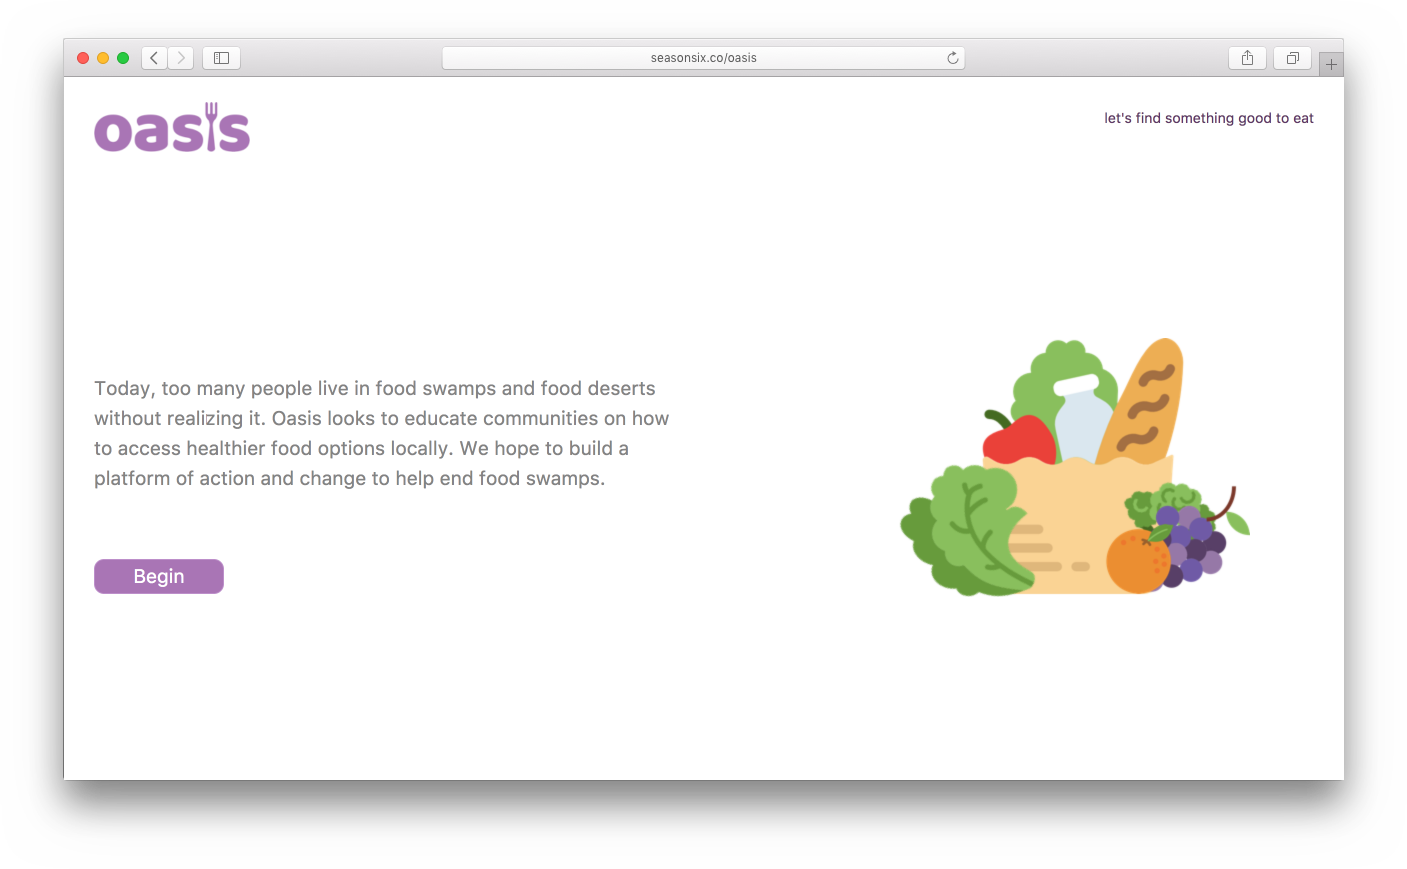 seasonsix.co/oasis
oasis
let's find something good to eat
Today, too many people live in food swamps and food deserts
without realizing it. Oasis looks to educate communities on how
to access healthier food options locally. We hope to build a
platform of action and change to help end food swamps.
Begin